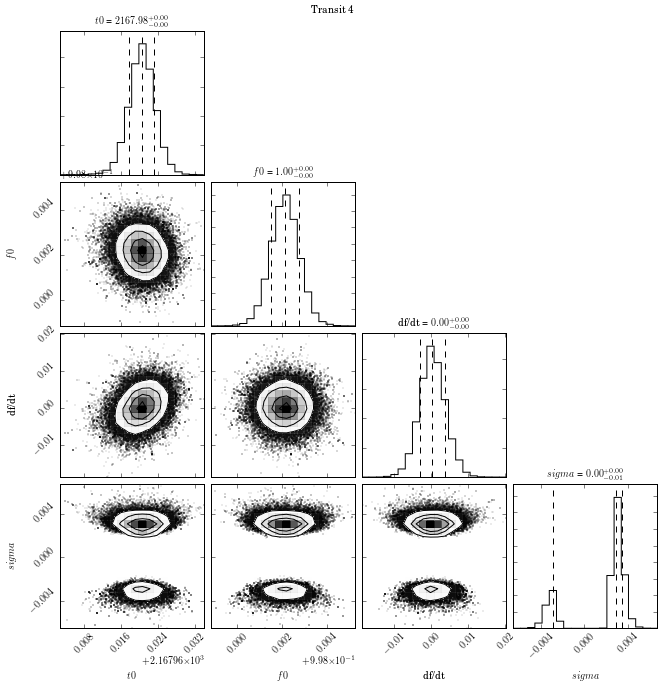 Transit 4
t0 = 2167.98+0.00 −0.00
f0 = 1.00+0.00 −0.00
0.004
0.002
0.000
f0
df/dt = 0.00+0.00 −0.00
0.02
0.01
0.00
−0.01
df/dt
sigma = 0.00+0.00 −0.01
0.004
0.000
−0.004
sigma
0.008
0.016
0.024
0.032
0.000
0.002
0.004
−0.01
0.00
0.01
0.02
−0.001
0.000
0.001
+2.16796×10³
+9.98×10⁻¹
t0
f0
df/dt
sigma